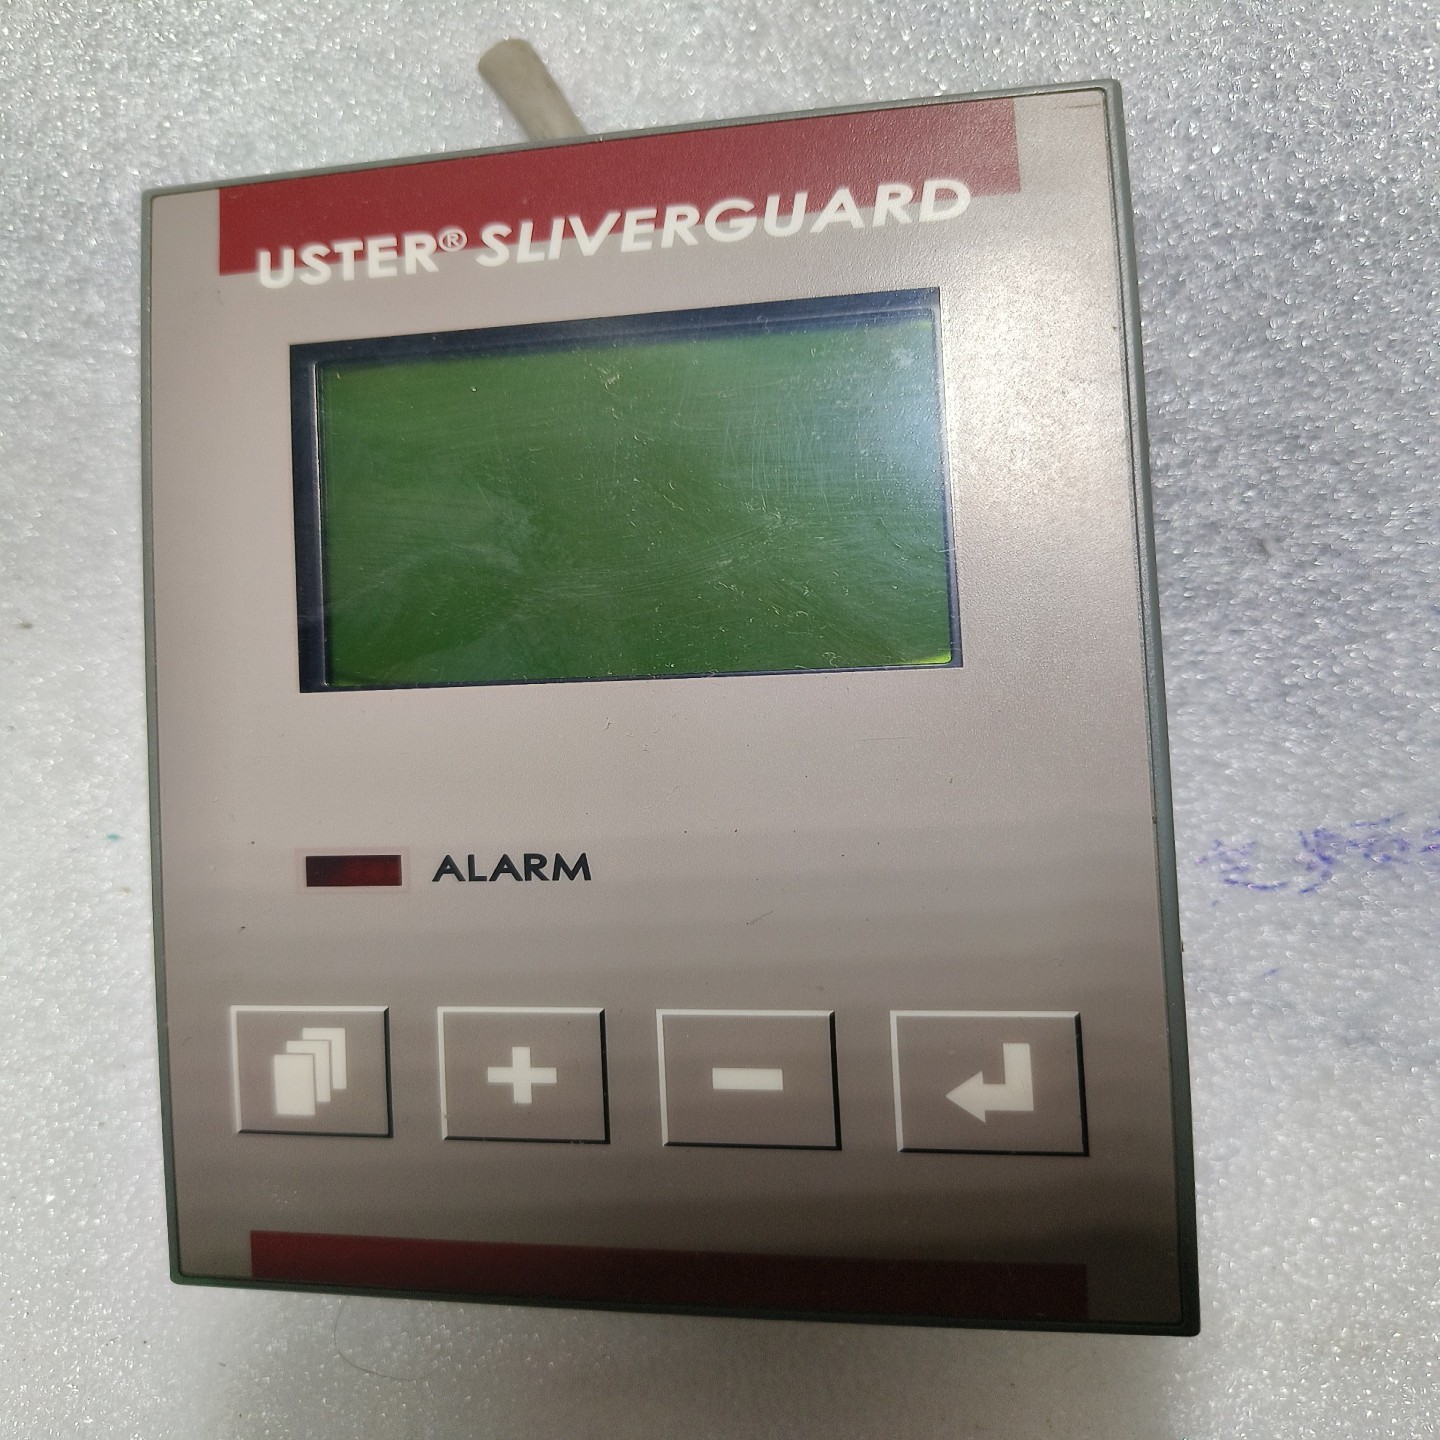 USTER® SLIVERGUARD
ALARM
+
-